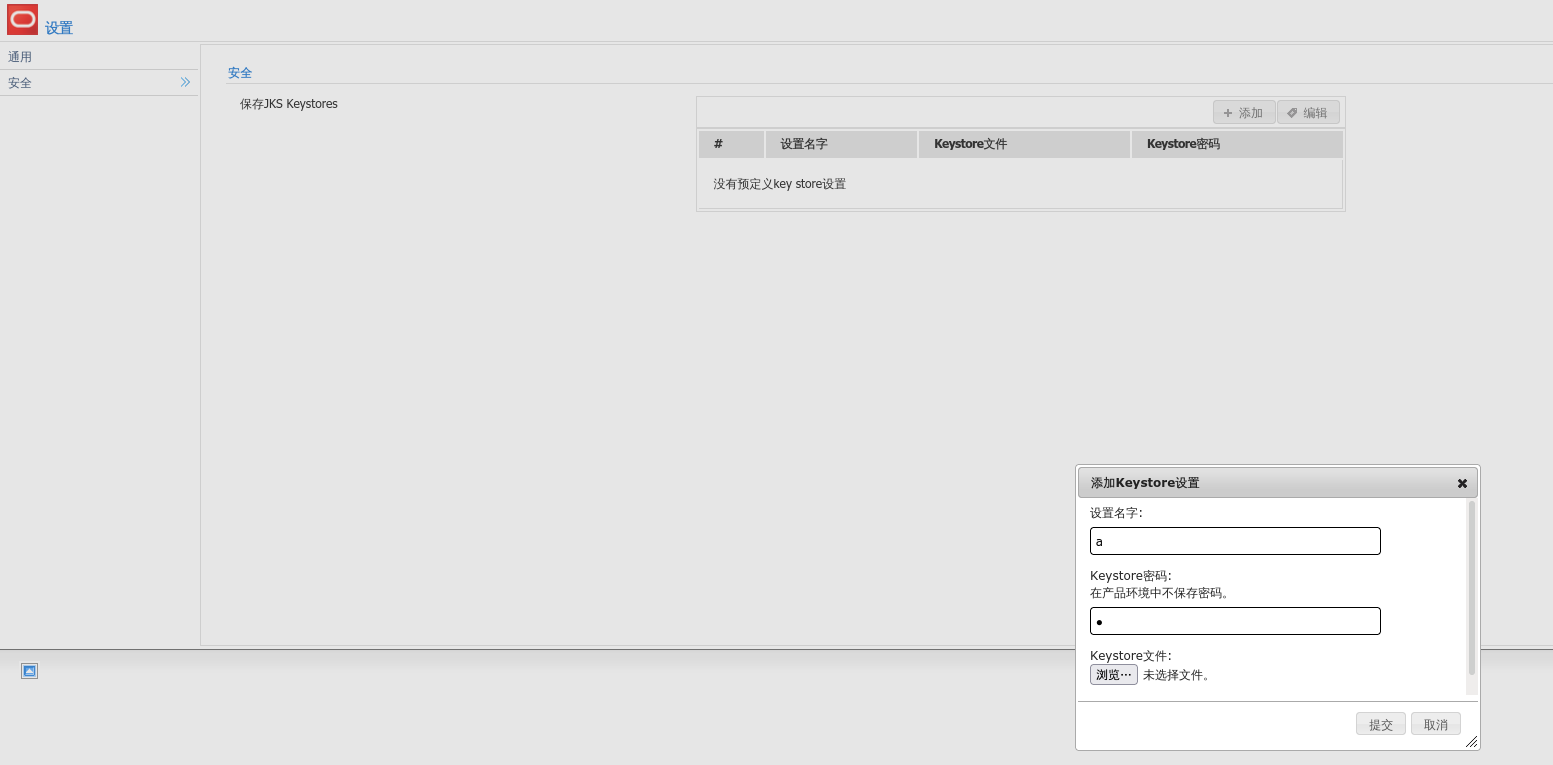 设置
通用
安全
安全
保存JKS Keystores
添加 编辑
# 设置名字 Keystore文件 Keystore密码
没有预定义key store设置
添加Keystore设置
设置名字:
a
Keystore密码:
在产品环境中不保存密码。
●
Keystore文件:
浏览… 未选择文件。
提交 取消